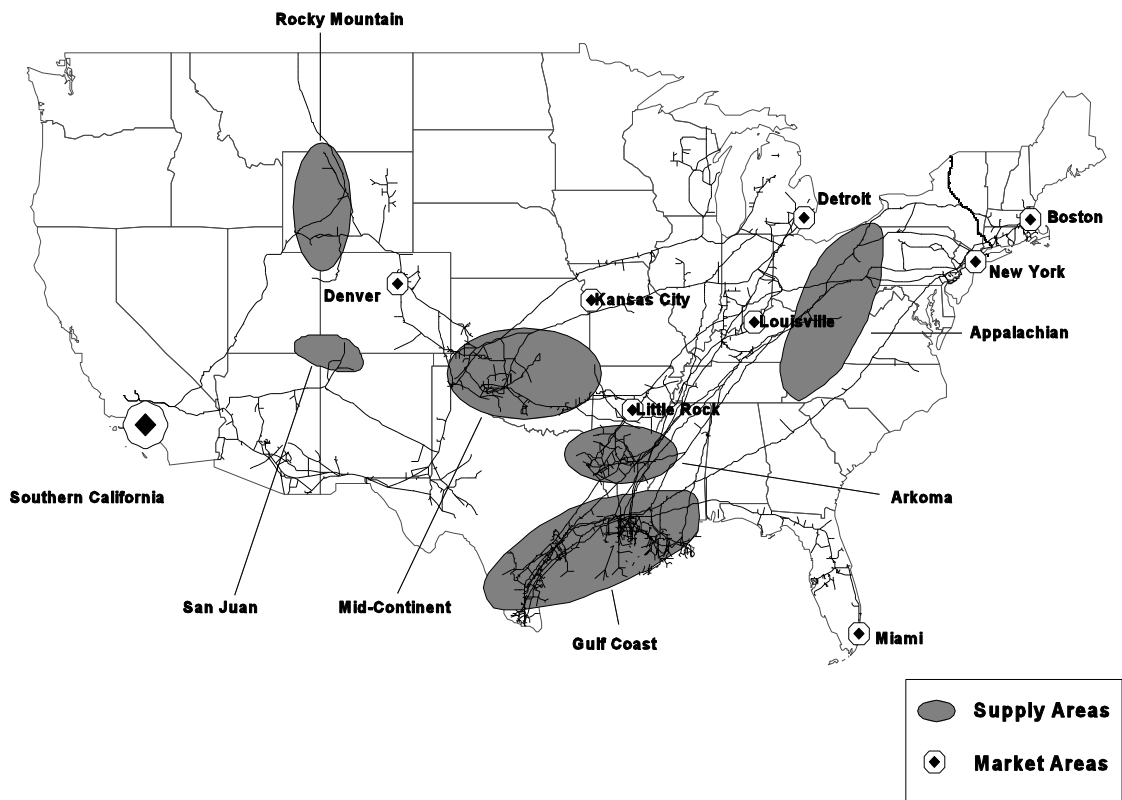 Rocky Mountain
Detroit
Boston
New York
Denver
Kansas City
Louisville
Appalachian
Little Rock
Southern California
Arkoma
San Juan
Mid-Continent
Gulf Coast
Miami
Supply Areas
Market Areas